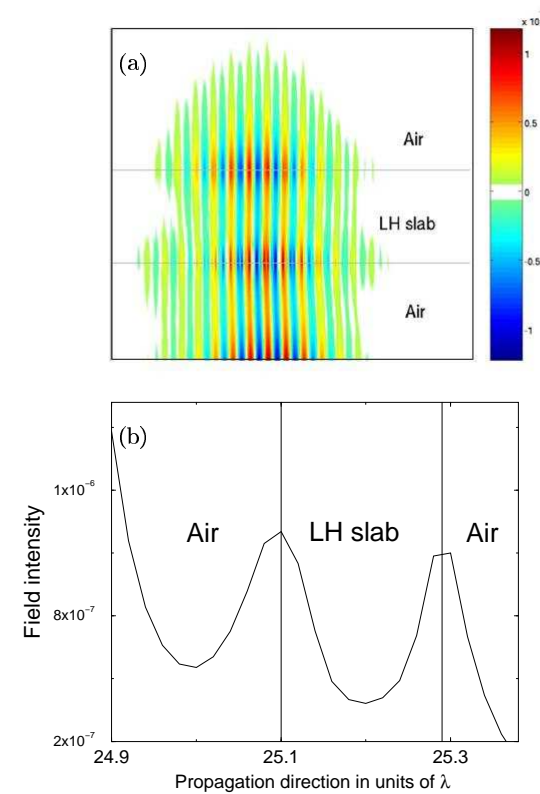 x 10
(a)
1
Air
0.5
0
LH slab
-0.5
Air
-1
(b)
1x10⁻⁶
Air
LH slab
Air
Field intensity
8x10⁻⁷
2x10⁻⁷
24.9
25.1
25.3
Propagation direction in units of λ